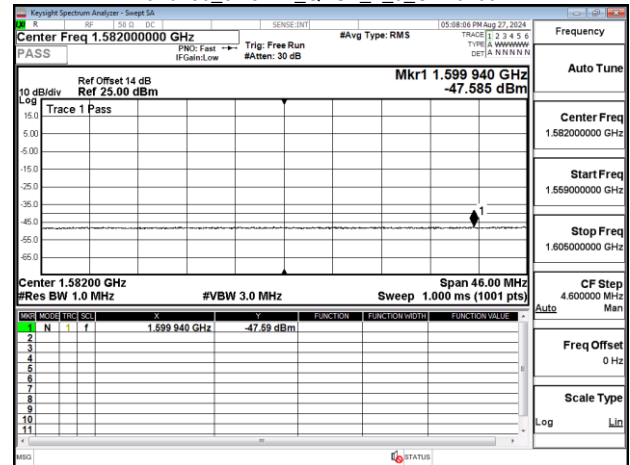 Keysight Spectrum Analyzer - Swept SA
R RF 50 Ω DC SENSE:INT 05:08:06 PM Aug 27, 2024
Center Freq 1.582000000 GHz #Avg Type: RMS TRACE 1 2 3 4 5 6
PNO: Fast Trig: Free Run TYPE A WWWWW
PASS IFGain:Low #Atten: 30 dB DET A N N N N N
Mkr1 1.599 940 GHz
Ref Offset 14 dB
10 dB/div Ref 25.00 dBm -47.585 dBm
Log
Trace 1 Pass
15.0
5.00
-5.00
-15.0
-25.0
-35.0
1
-45.0
-55.0
-65.0
Center 1.58200 GHz Span 46.00 MHz
#Res BW 1.0 MHz #VBW 3.0 MHz Sweep 1.000 ms (1001 pts)
MKR MODE TRC SCL X Y FUNCTION FUNCTION WIDTH FUNCTION VALUE
1 N 1 f 1.599 940 GHz -47.59 dBm
2
3
4
5
6
7
8
9
10
11
MSG STATUS
Frequency
Auto Tune
Center Freq
1.582000000 GHz
Start Freq
1.559000000 GHz
Stop Freq
1.605000000 GHz
CF Step
4.600000 MHz
Auto Man
Freq Offset
0 Hz
Scale Type
Log Lin